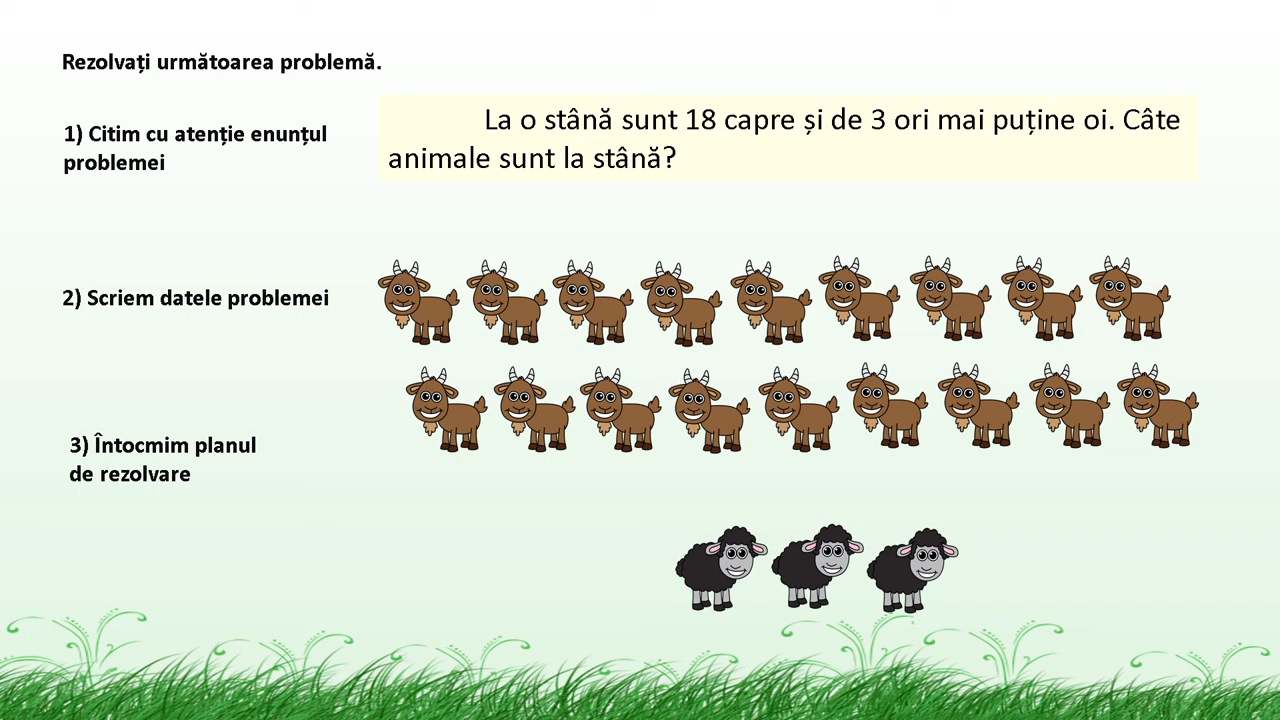 Rezolvați următoarea problemă.
1) Citim cu atenție enunțul
problemei
La o stână sunt 18 capre și de 3 ori mai puține oi. Câte
animale sunt la stână?
2) Scriem datele problemei
3) Întocmim planul
de rezolvare